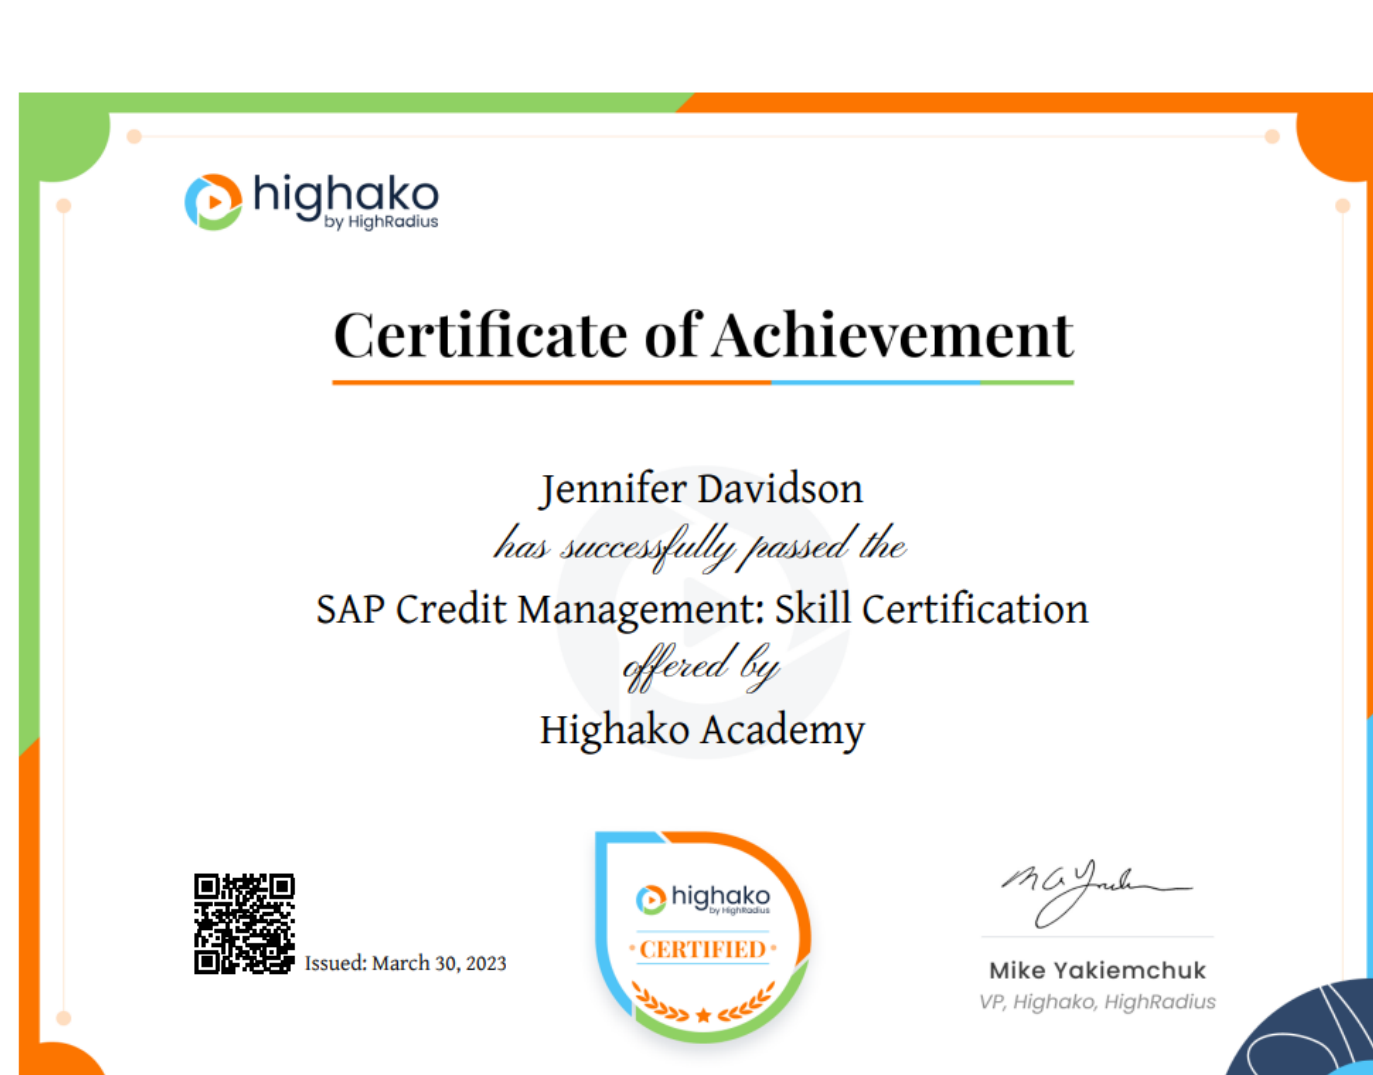 highako
by HighRadius
Certificate of Achievement
Jennifer Davidson
has successfully passed the
SAP Credit Management: Skill Certification
offered by
Highako Academy
Issued: March 30, 2023
highako
by HighRadius
CERTIFIED
Mike Yakiemchuk
VP, Highako, HighRadius